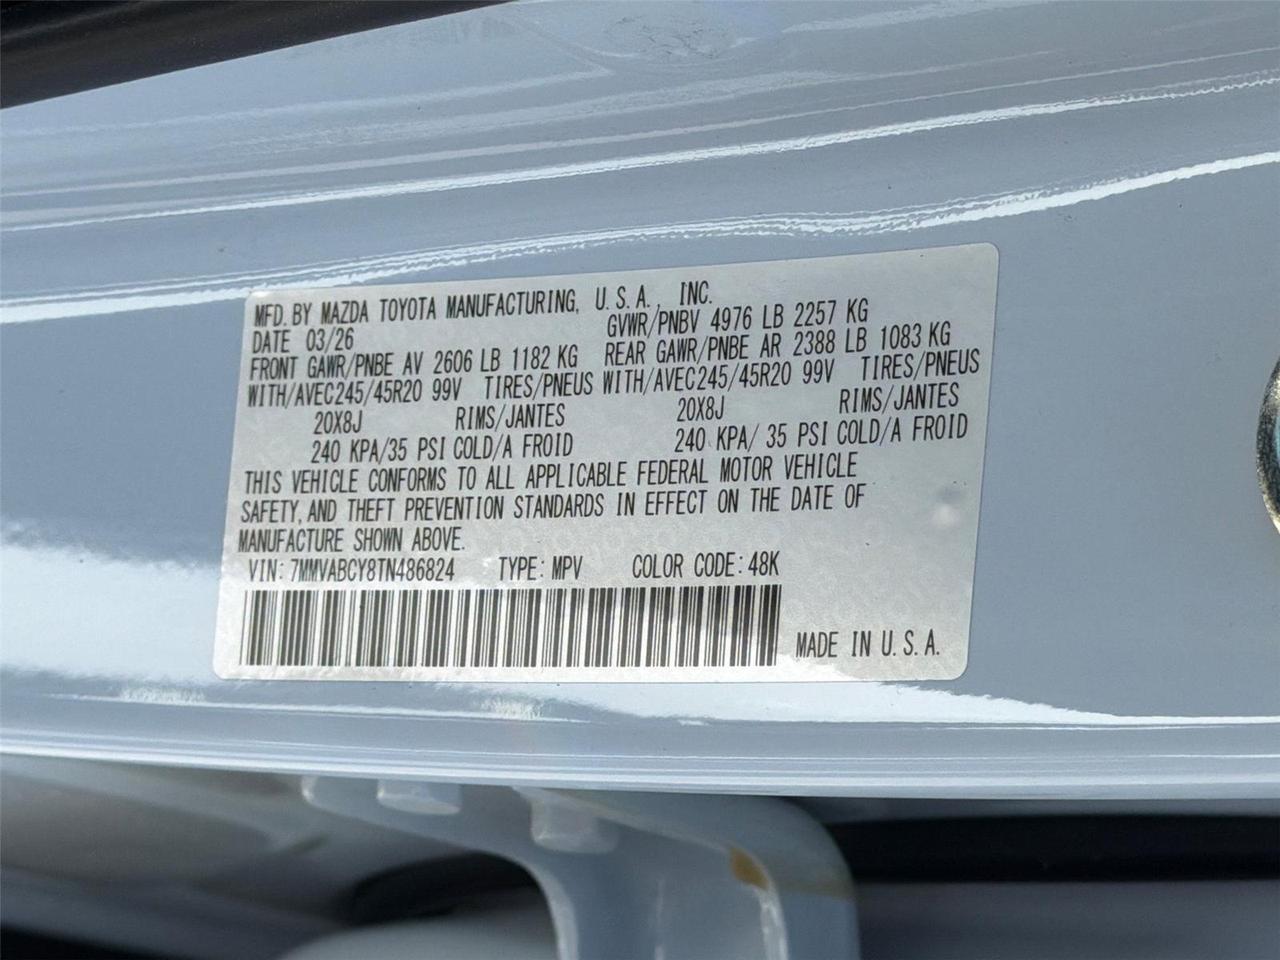 MFD. BY MAZDA TOYOTA MANUFACTURING, U.S.A., INC.
DATE 03/26 GVWR/PNBV 4976 LB 2257 KG
FRONT GAWR/PNBE AV 2606 LB 1182 KG REAR GAWR/PNBE AR 2388 LB 1083 KG
WITH/AVEC245/45R20 99V TIRES/PNEUS WITH/AVEC245/45R20 99V TIRES/PNEUS
20X8J RIMS/JANTES 20X8J RIMS/JANTES
240 KPA/35 PSI COLD/A FROID 240 KPA/ 35 PSI COLD/A FROID
THIS VEHICLE CONFORMS TO ALL APPLICABLE FEDERAL MOTOR VEHICLE
SAFETY, AND THEFT PREVENTION STANDARDS IN EFFECT ON THE DATE OF
MANUFACTURE SHOWN ABOVE.
VIN: 7MMVABCY8TN486824 TYPE: MPV COLOR CODE: 48K
MADE IN U.S.A.